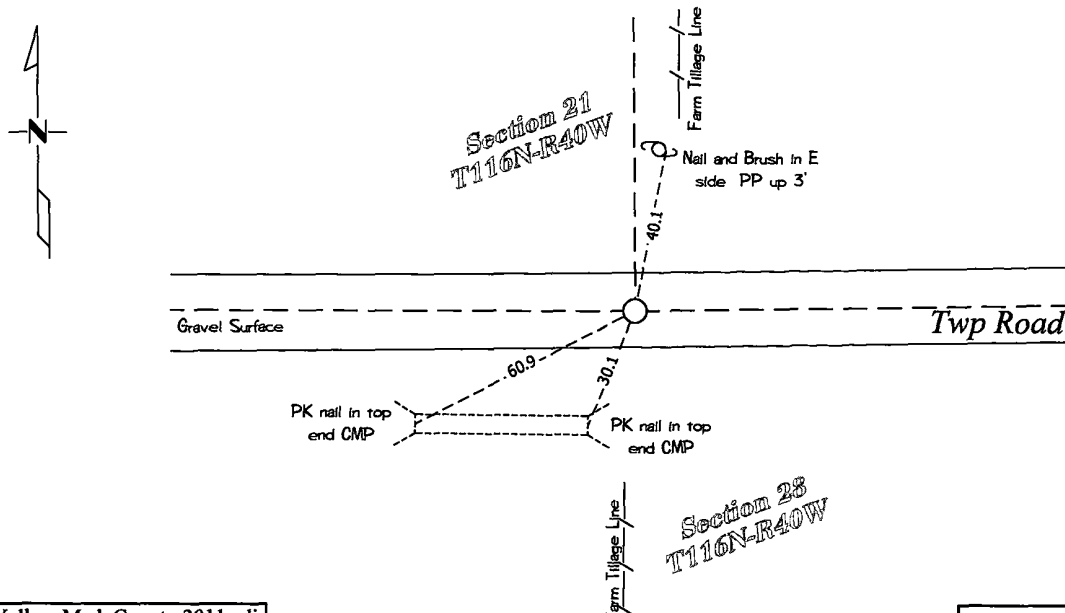 Farm Tillage Line
Section 21
T116N-R40W
N
Nail and Brush in E
side PP up 3'
40.1
Gravel Surface
Twp Road
60.9
30.1
PK nail in top
end CMP
PK nail in top
end CMP
Section 28
T116N-R40W
Farm Tillage Line